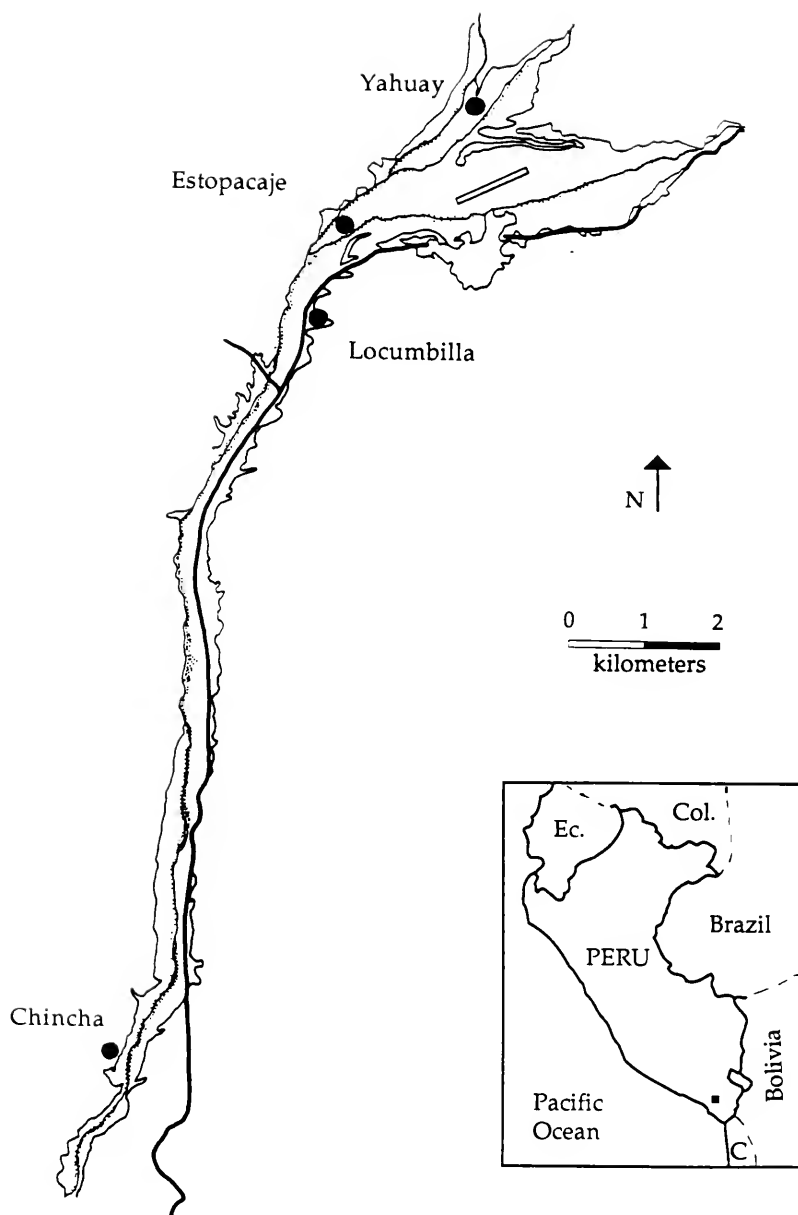 Yahuay
Estopacaje
Locumbilla
N
0 1 2
kilometers
Chincha
Ec.
Col.
Brazil
PERU
Bolivia
Pacific
Ocean
C